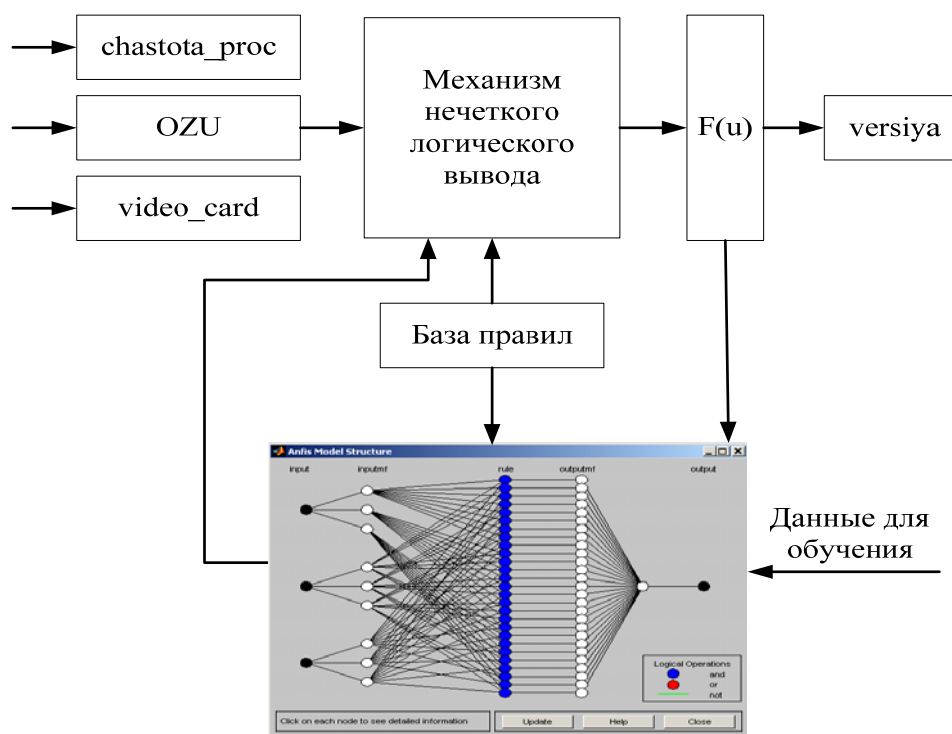 chastota_proc
OZU
video_card
Механизм
нечеткого
логического
вывода
F(u)
versiya
База правил
Данные для
обучения
Anfis Model Structure
input
inputmf
rule
outputmf
output
Logical Operations
and
or
not
Click on each node to see detailed information
Update
Help
Close